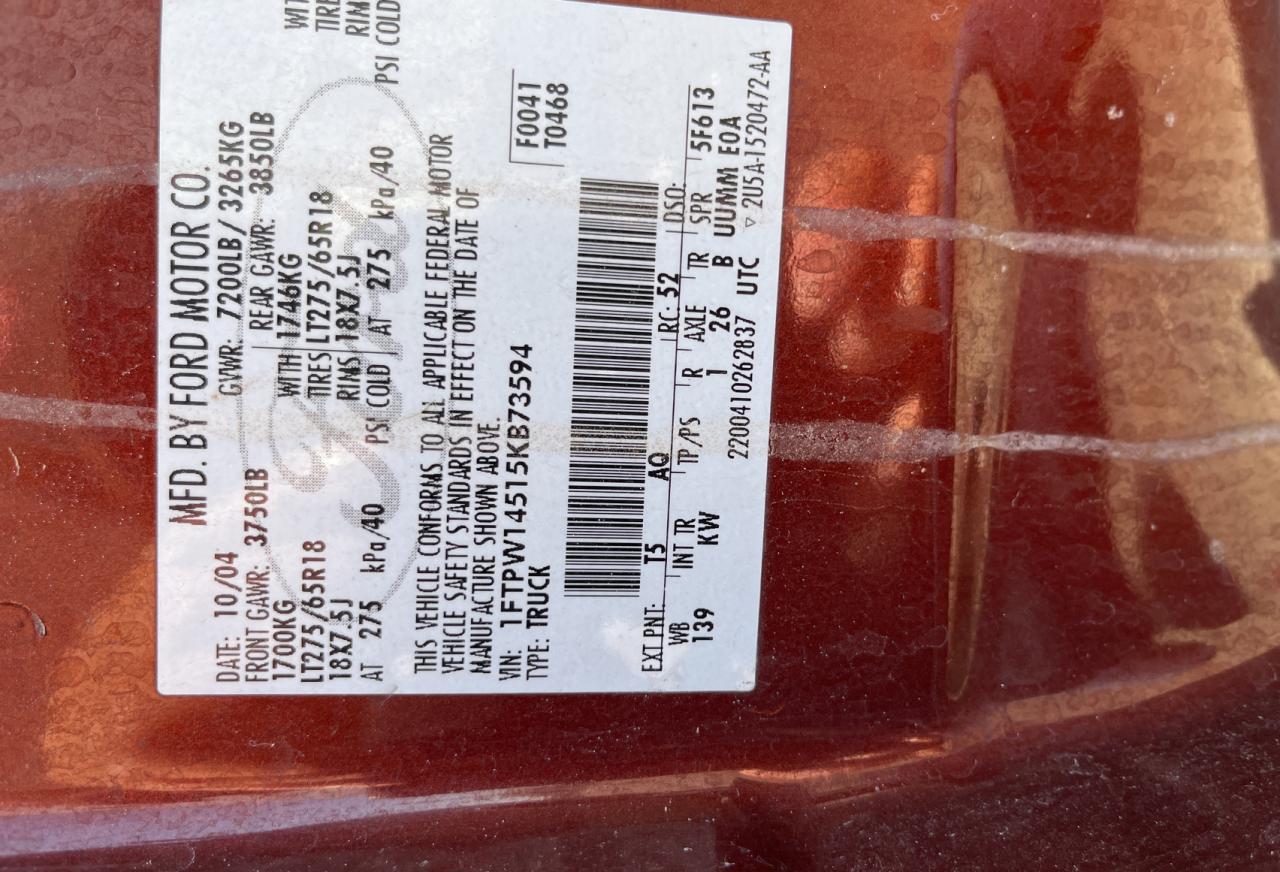 MFD. BY FORD MOTOR CO.
DATE: 10/04 GVWR: 7200LB/ 3265KG
FRONT GAWR: 3750LB REAR GAWR: 3850LB
1700KG WITH 1746KG WIT
LT275/65R18 TIRES LT275/65R18 TIRE
18X7.5J RIMS 18X7.5J RIM
AT 275 kPa/40 PSI COLD AT 275 kPa/40 PSI COLD
THIS VEHICLE CONFORMS TO ALL APPLICABLE FEDERAL MOTOR
VEHICLE SAFETY STANDARDS IN EFFECT ON THE DATE OF
MANUFACTURE SHOWN ABOVE.
VIN: 1FTPW14515KB73594
TYPE: TRUCK
F0041
T0468
EXT PNT: T5 AQ RC: 52 DSO:
WB INT TR TP/PS R AXLE TR SPR 5F613
139 KW 1 26 B UUMM E0A
2200410262837 UTC ▽ 2U5A-1520472-AA